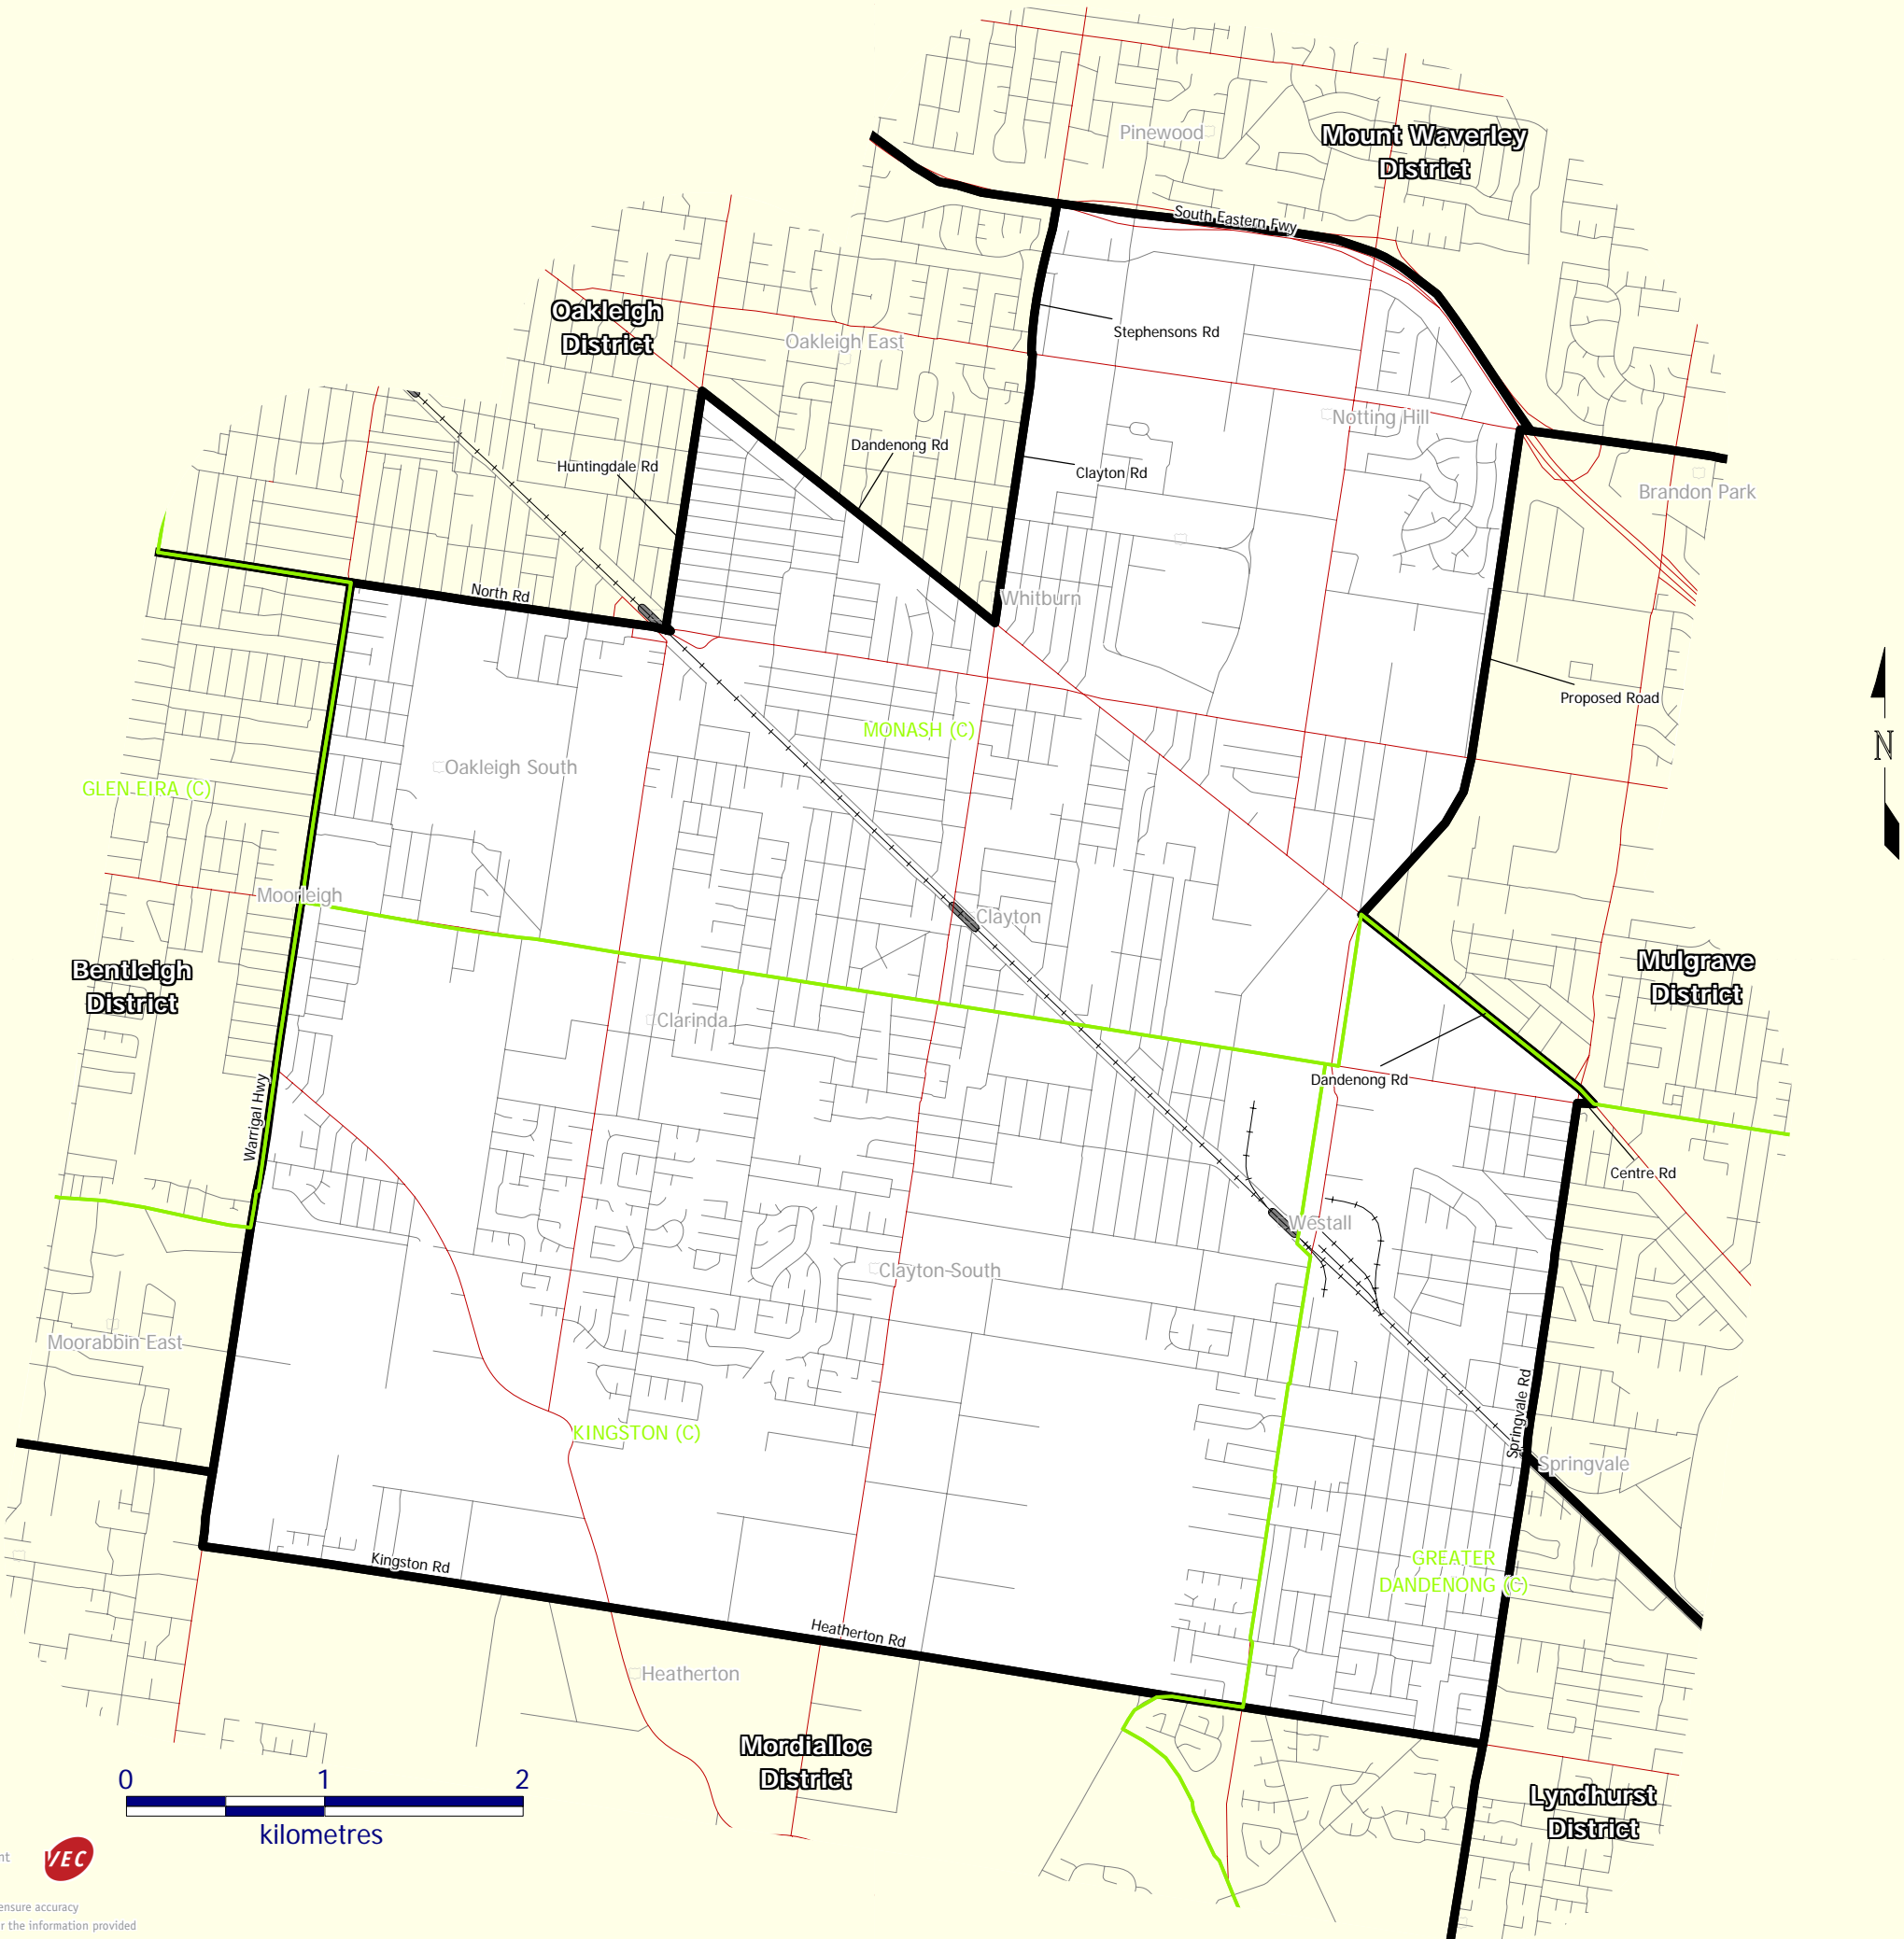 Pinewood
Mount Waverley
District
South Eastern Fwy
Oakleigh
District
Oakleigh East
Stephensons Rd
Notting Hill
Dandenong Rd
Huntingdale Rd
Clayton Rd
Brandon Park
North Rd
Whitburn
Proposed Road
MONASH (C)
N
Oakleigh South
GLEN EIRA (C)
Moorleigh
Clayton
Bentleigh
District
Mulgrave
District
Clarinda
Dandenong Rd
Warrigal Hwy
Centre Rd
Westall
Clayton South
Moorabbin East
Springvale Rd
KINGSTON (C)
Springvale
Kingston Rd
GREATER
DANDENONG (C)
Heatherton Rd
Heatherton
Mordialloc
District
Lyndhurst
District
0 1 2
kilometres
VEC
nt
ensure accuracy
r the information provided